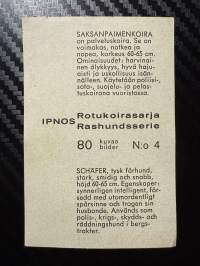 SAKSANPAIMENKOIRA
on palveluskoira. Se on
voimakas, notkea ja
nopea, korkeus 60-65 cm.
Ominaisuudet: harvinai-
nen älykkyys, hyvä hajuaisti
ja uskollisuus isän-
nälleen. Käytetään poliisi-,
sota-, suojelu- ja pelas-
tuskoirana vuoristossa.
IPNOS Rotukoirasarja
Rashundsserie
80 kuvaa
bilder N:o 4
SCHÄFER, tysk fårhund,
stark, smidig och snabb,
höjd 60-65 cm. Egenskaper:
synnerligen intelligent, för-
sedd med utomordentligt
spårsinne och trogen sin
husbonde. Används som
polis-, krigs-, skydds- och
räddningshund i bergs-
trakter.